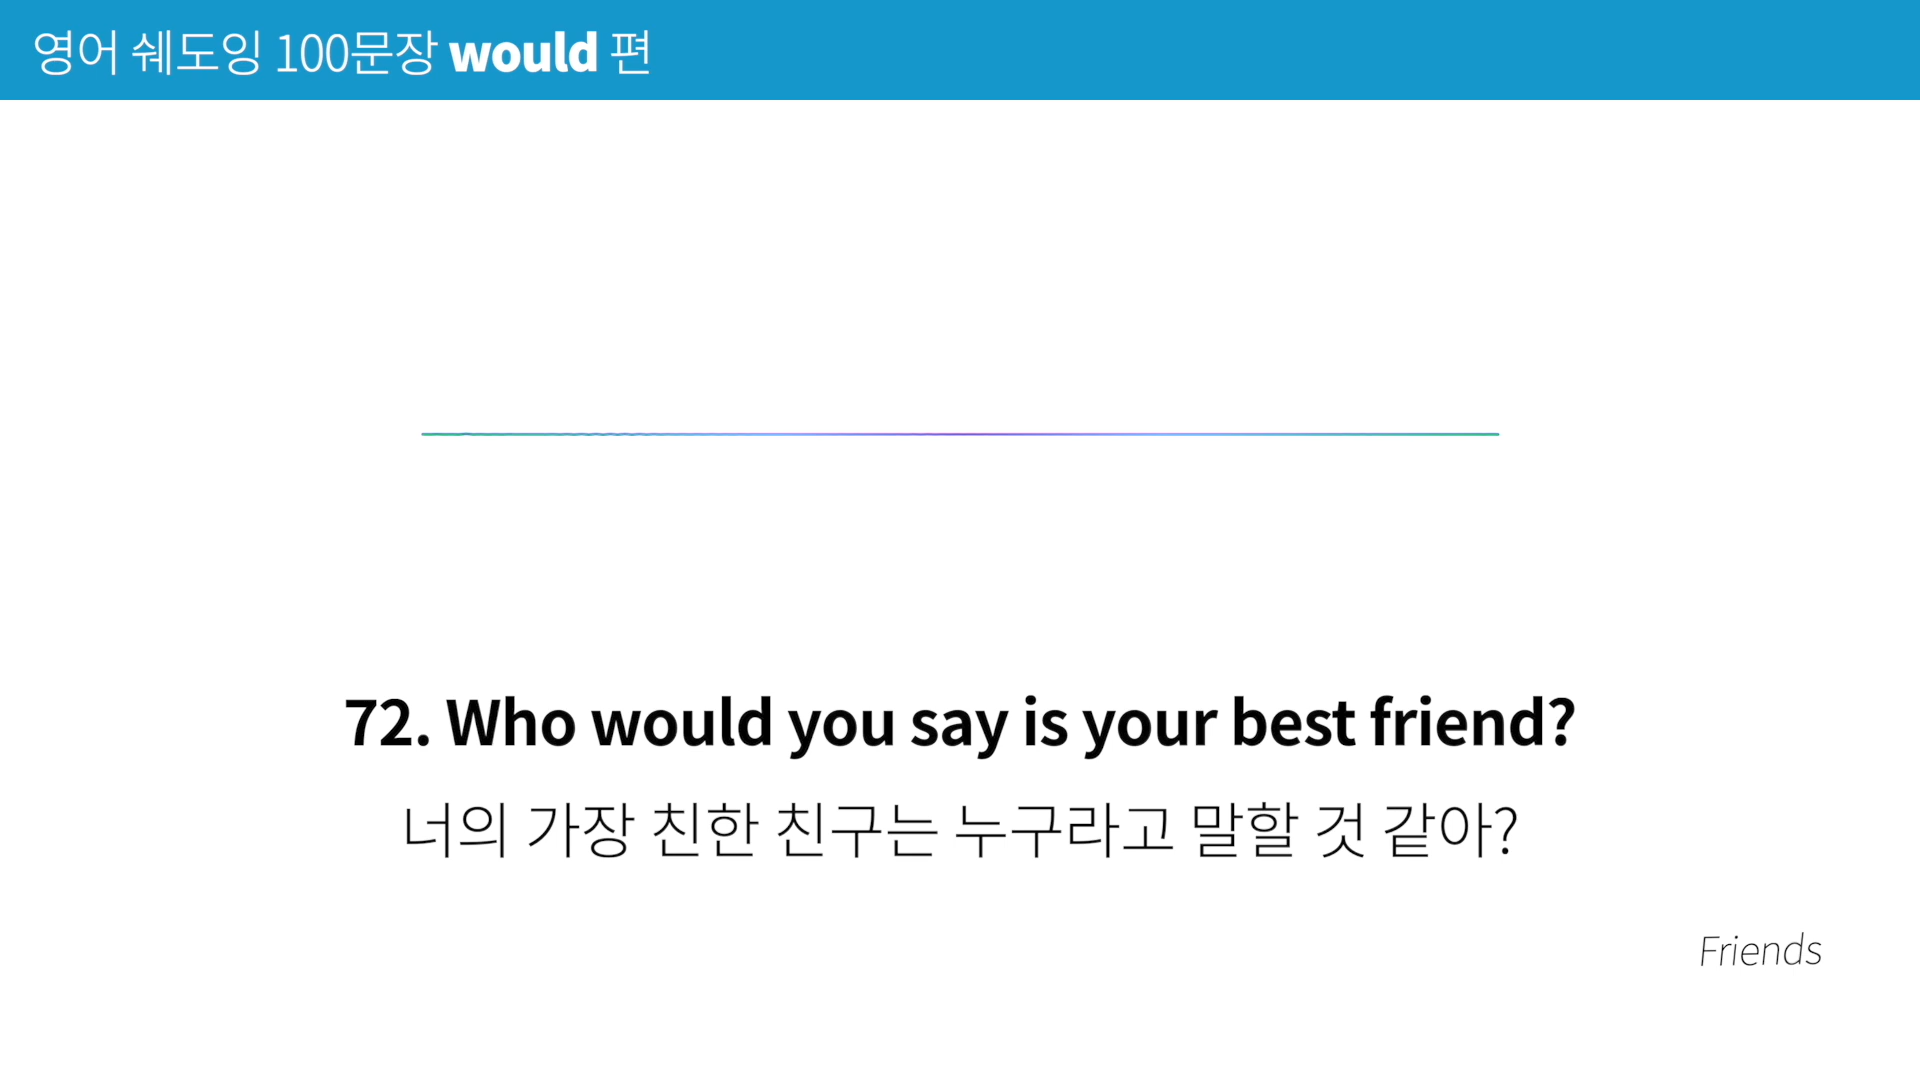 영어 쉐도잉 100문장 would 편
72. Who would you say is your best friend?
너의 가장 친한 친구는 누구라고 말할 것 같아?
Friends